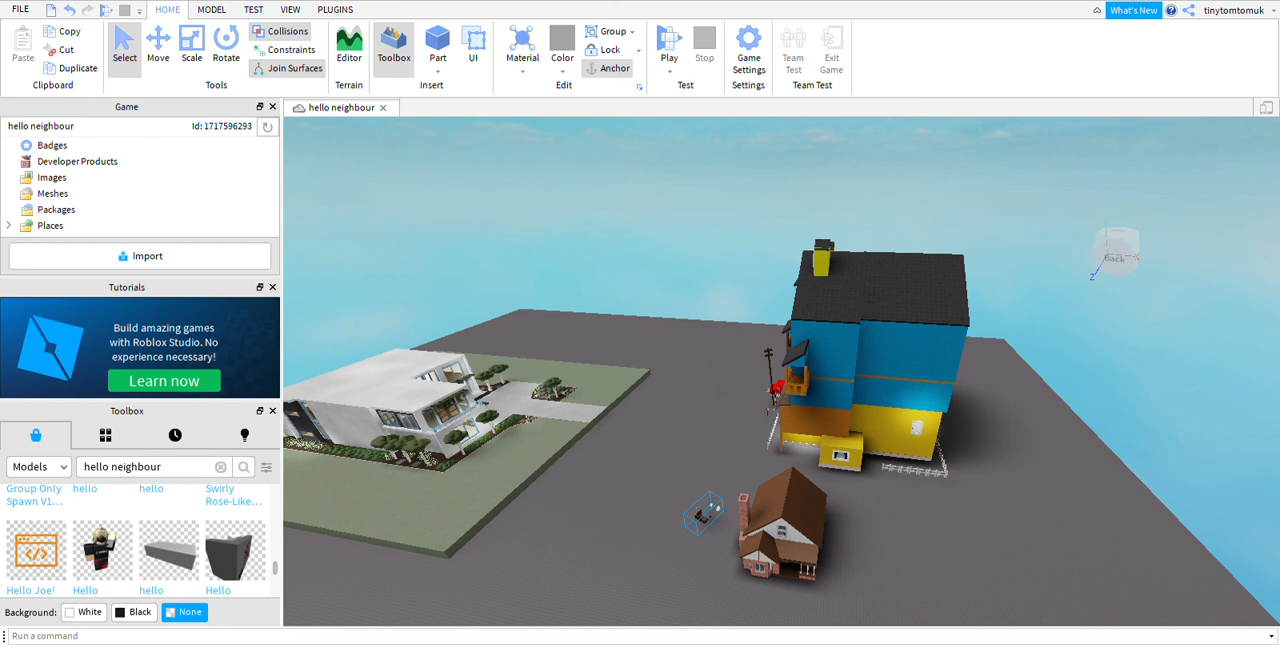 FILE HOME MODEL TEST VIEW PLUGINS What's New tinytomtomuk
Paste Copy Cut Duplicate Select Move Scale Rotate Collisions Constraints Join Surfaces Editor Toolbox Part UI Material Color Group Lock Anchor Play Stop Game Settings Team Test Exit Game
Clipboard Tools Terrain Insert Edit Test Settings Team Test
Game
hello neighbour
hello neighbour Id: 1717596293
Badges
Developer Products
Images
Meshes
Packages
Places
Import
Tutorials
Build amazing games
with Roblox Studio. No
experience necessary!
Learn now
Toolbox
Models hello neighbour
Group Only hello hello Swirly
Spawn V1... Rose-Like...
Hello Joe! Hello hello Hello
Background: White Black None
Run a command
Back
X
Z